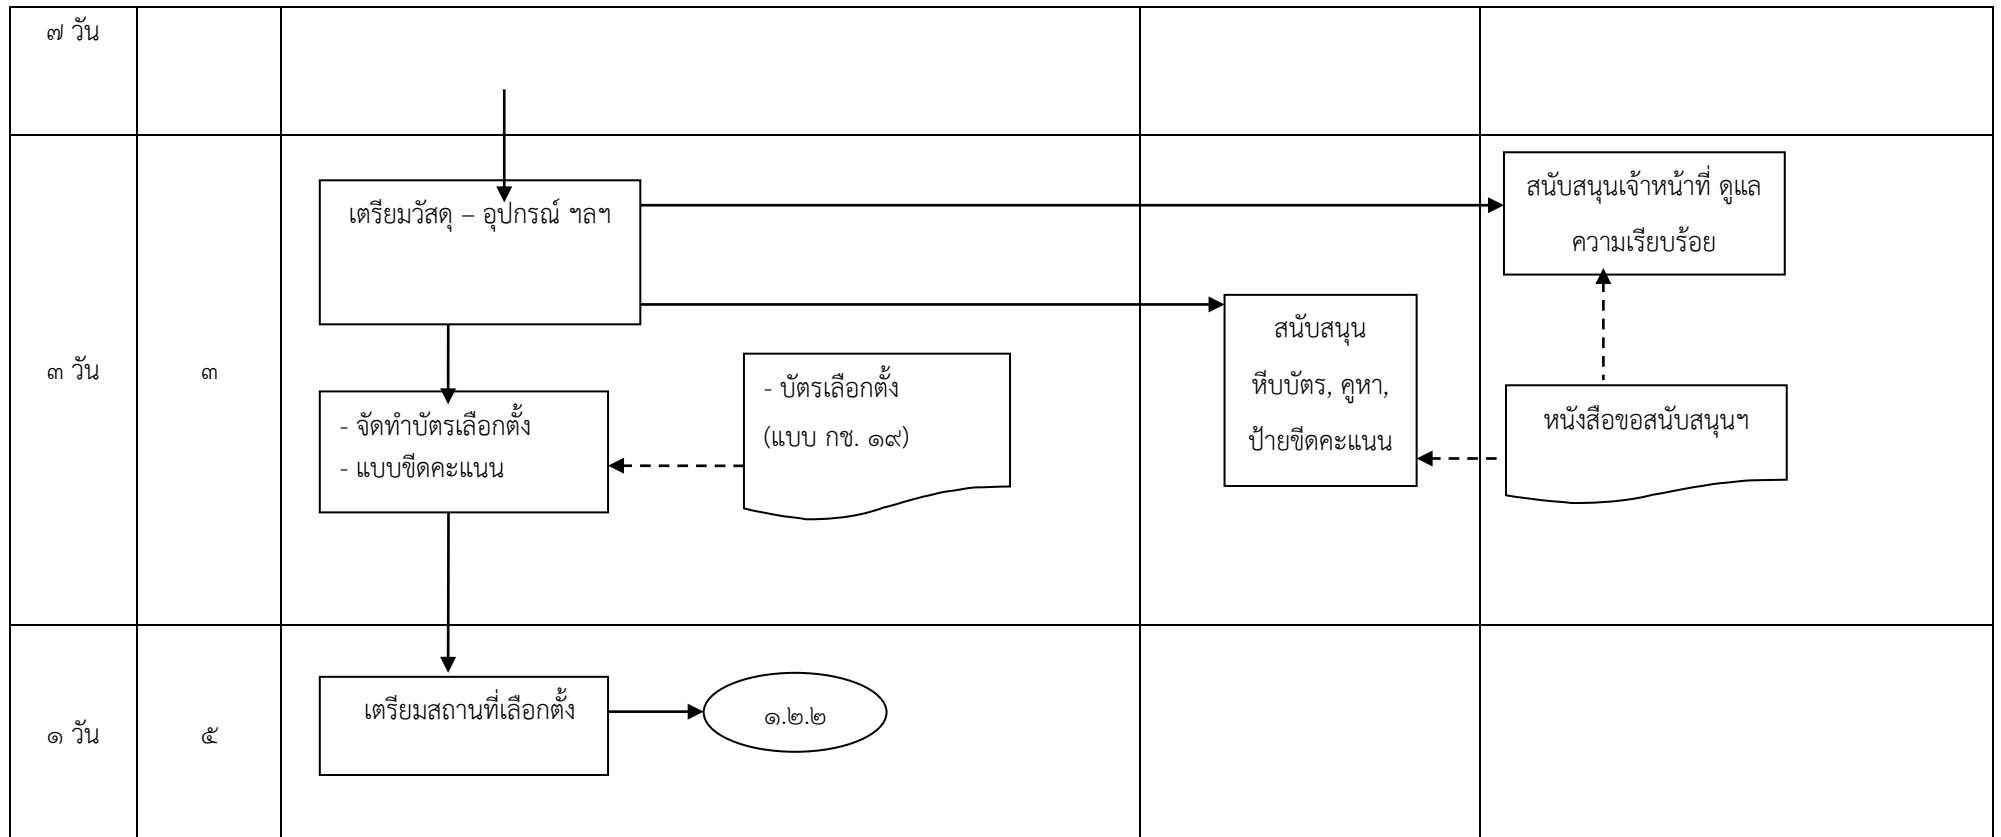 ๗ วัน
๓ วัน
๓
เตรียมวัสดุ – อุปกรณ์ ฯลฯ
- จัดทำบัตรเลือกตั้ง
- แบบขีดคะแนน
- บัตรเลือกตั้ง
(แบบ กช. ๑๙)
สนับสนุน
หีบบัตร, คูหา,
ป้ายขีดคะแนน
สนับสนุนเจ้าหน้าที่ ดูแล
ความเรียบร้อย
หนังสือขอสนับสนุนฯ
๑ วัน
๕
เตรียมสถานที่เลือกตั้ง
๑.๒.๒